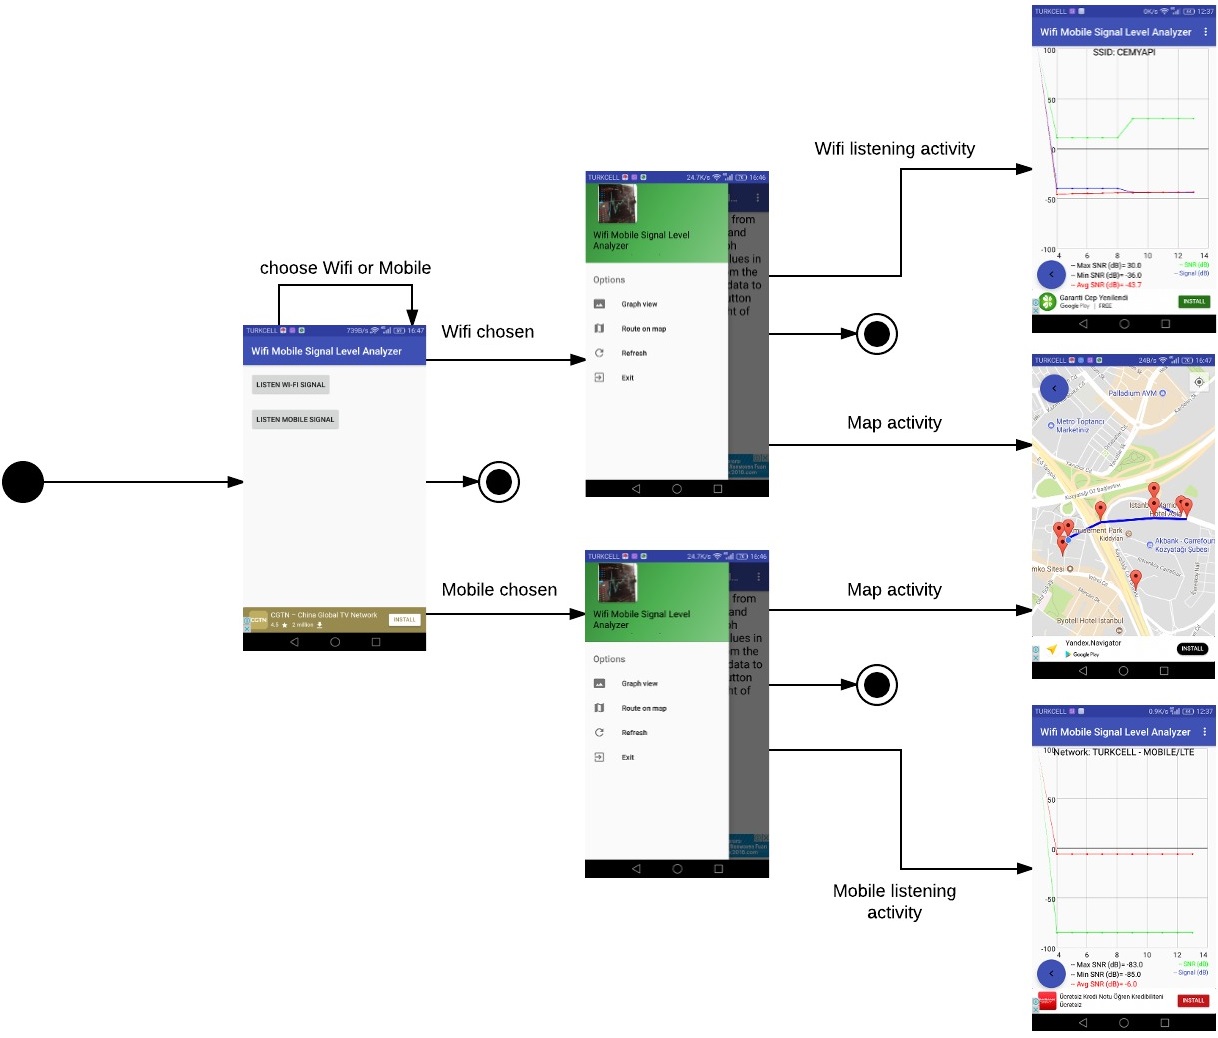 choose Wifi or Mobile
TURKCELL 739B/s 16:47
Wifi Mobile Signal Level Analyzer
LISTEN WI-FI SIGNAL
LISTEN MOBILE SIGNAL
CGTN
CGTN – China Global TV Network
4.5 ★ 2 million
INSTALL
Wifi chosen
Mobile chosen
TURKCELL 24.7K/s 16:46
Wifi Mobile Signal Level
Analyzer
Options
Graph view
Route on map
Refresh
Exit
from
and
lues in
m the
data to
utton
nt of
TURKCELL 24.7K/s 16:46
Wifi Mobile Signal Level
Analyzer
Options
Graph view
Route on map
Refresh
Exit
from
and
lues in
m the
data to
utton
nt of
Wifi listening activity
Map activity
Map activity
Mobile listening
activity
TURKCELL 0K/s 12:37
Wifi Mobile Signal Level Analyzer
SSID: CEMYAPI
100
50
0
-50
-100
4 6 8 10 12 14
-- Max SNR (dB)= 30.0
-- Min SNR (dB)= -36.0
-- Avg SNR (dB)= -43.7
-- SNR (dB)
-- Signal (dB)
Garanti Cep Yenilendi
Google Play | FREE
INSTALL
TURKCELL 24B/s 16:47
Palladium AVM
Metro Toptancı
Marketiniz
Kozyatağı O7 Bağlantısı
Hotel Asia
musement Park
Kiddyları
Akbank - Carrefour
Kozyatağı Şubesi
mko Sitesi
Byotell Hotel İstanbul
Yandex.Navigator
Google Play
INSTALL
TURKCELL 0.9K/s 12:37
Wifi Mobile Signal Level Analyzer
Network: TURKCELL - MOBILE/LTE
100
50
0
-50
-100
4 6 8 10 12 14
-- Max SNR (dB)= -83.0
-- Min SNR (dB)= -85.0
-- Avg SNR (dB)= -6.0
-- SNR (dB)
-- Signal (dB)
Ücretsiz Kredi Notu Öğren Kredibiliteni
Ücretsiz
INSTALL